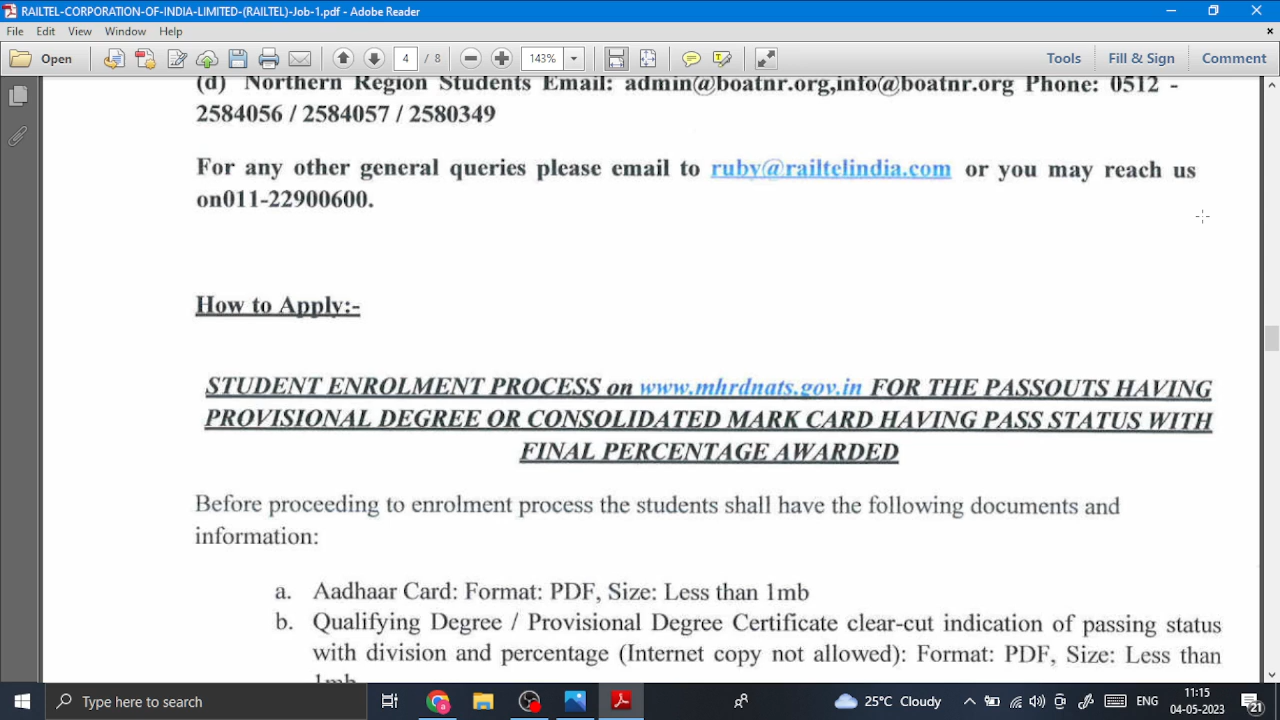 RAILTEL-CORPORATION-OF-INDIA-LIMITED-(RAILTEL)-Job-1.pdf - Adobe Reader
File Edit View Window Help
Open 4 / 8 143% Tools Fill & Sign Comment
(d) Northern Region Students Email: admin@boatnr.org,info@boatnr.org Phone: 0512 -
2584056 / 2584057 / 2580349
For any other general queries please email to ruby@railtelindia.com or you may reach us
on011-22900600.
How to Apply:-
STUDENT ENROLMENT PROCESS on www.mhrdnats.gov.in FOR THE PASSOUTS HAVING
PROVISIONAL DEGREE OR CONSOLIDATED MARK CARD HAVING PASS STATUS WITH
FINAL PERCENTAGE AWARDED
Before proceeding to enrolment process the students shall have the following documents and
information:
a. Aadhaar Card: Format: PDF, Size: Less than 1mb
b. Qualifying Degree / Provisional Degree Certificate clear-cut indication of passing status
with division and percentage (Internet copy not allowed): Format: PDF, Size: Less than
1mb
Type here to search 25°C Cloudy ENG 11:15
04-05-2023 21